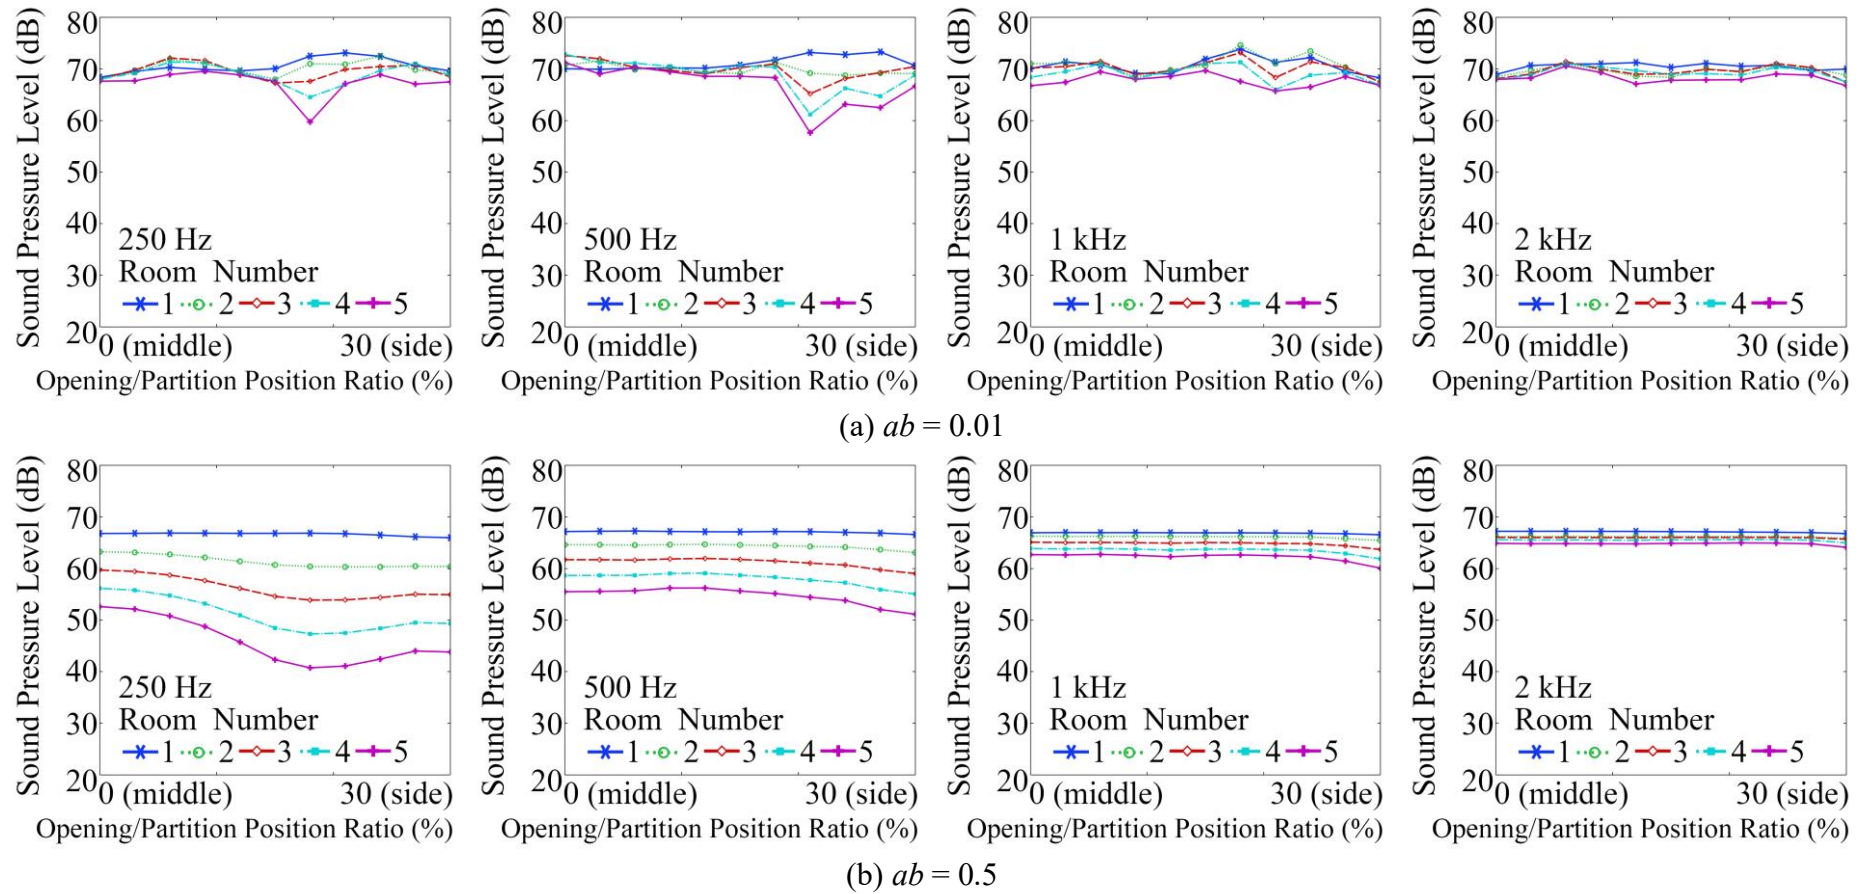 Sound Pressure Level (dB)
80
70
60
50
40
30
20
250 Hz
Room Number
1 2 3 4 5
0 (middle) 30 (side)
Opening/Partition Position Ratio (%)
Sound Pressure Level (dB)
80
70
60
50
40
30
20
500 Hz
Room Number
1 2 3 4 5
0 (middle) 30 (side)
Opening/Partition Position Ratio (%)
Sound Pressure Level (dB)
80
70
60
50
40
30
20
1 kHz
Room Number
1 2 3 4 5
0 (middle) 30 (side)
Opening/Partition Position Ratio (%)
Sound Pressure Level (dB)
80
70
60
50
40
30
20
2 kHz
Room Number
1 2 3 4 5
0 (middle) 30 (side)
Opening/Partition Position Ratio (%)
(a) ab = 0.01
Sound Pressure Level (dB)
80
70
60
50
40
30
20
250 Hz
Room Number
1 2 3 4 5
0 (middle) 30 (side)
Opening/Partition Position Ratio (%)
Sound Pressure Level (dB)
80
70
60
50
40
30
20
500 Hz
Room Number
1 2 3 4 5
0 (middle) 30 (side)
Opening/Partition Position Ratio (%)
Sound Pressure Level (dB)
80
70
60
50
40
30
20
1 kHz
Room Number
1 2 3 4 5
0 (middle) 30 (side)
Opening/Partition Position Ratio (%)
Sound Pressure Level (dB)
80
70
60
50
40
30
20
2 kHz
Room Number
1 2 3 4 5
0 (middle) 30 (side)
Opening/Partition Position Ratio (%)
(b) ab = 0.5